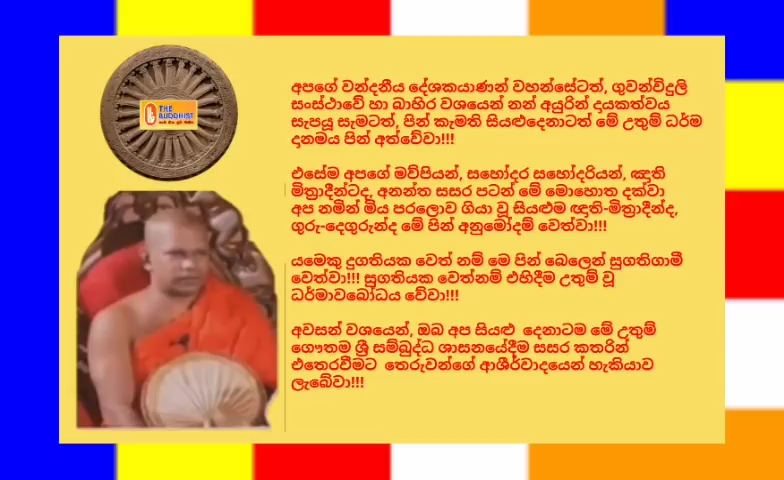 THE
BUDDHIST
අපගේ වන්දනීය දේශකයාණන් වහන්සේටත්, ගුවන්විදුලි
සංස්ථාවේ හා බාහිර වශයෙන් නන් අයුරින් දායකත්වය
සැපයූ සැමටත්, පින් කැමති සියළුදෙනාටත් මේ උතුම් ධර්ම
දානමය පින් අත්වේවා!!!
එසේම අපගේ මව්පියන්, සහෝදර සහෝදරියන්, ඤාති
මිත්‍රාදීන්ටද, අනන්ත සසර පටන් මේ මොහොත දක්වා
අප නමින් මිය පරලොව ගියා වූ සියළුම ඥාති-මිත්‍රාදීන්ද,
ගුරු-දෙගුරුන්ද මේ පින් අනුමෝදම් වෙත්වා!!!
යමෙකු දුගතියක වෙත් නම් මෙ පින් බෙලෙන් සුගතිගාමී
වෙත්වා!!! සුගතියක වෙත්නම් එහිදීම උතුම් වූ
ධර්මාවබෝධය වේවා!!!
අවසන් වශයෙන්, ඔබ අප සියළු දෙනාටම මේ උතුම්
ගෞතම ශ්‍රී සම්බුද්ධ ශාසනයේදීම සසර කතරින්
එතෙරවීමට තෙරුවන්ගේ ආශීර්වාදයෙන් හැකියාව
ලැබේවා!!!